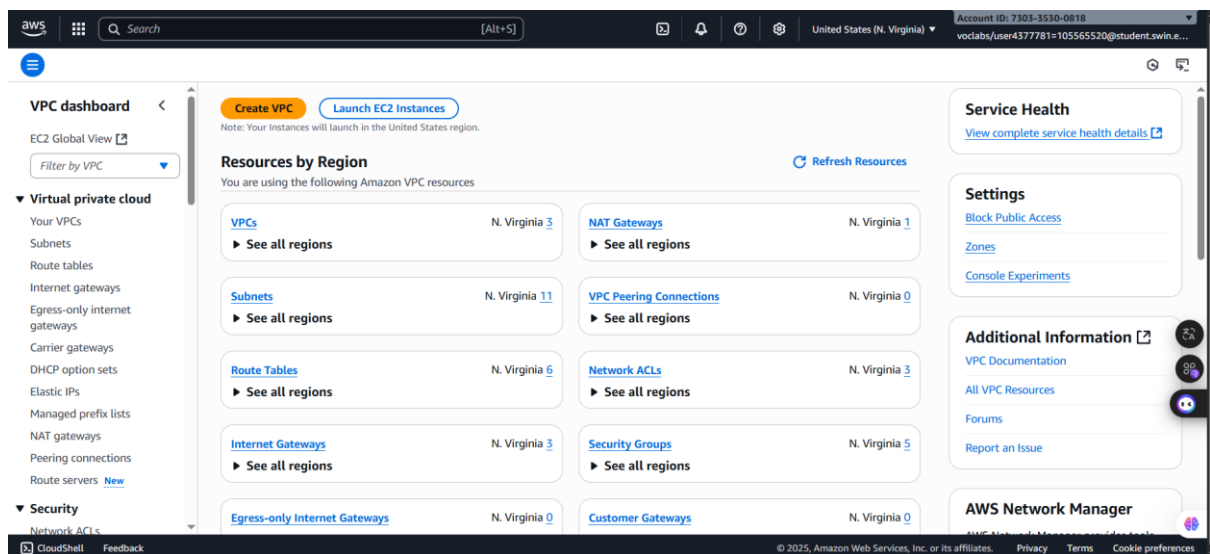 aws
Search
[Alt+S]
United States (N. Virginia)
Account ID: 7303-3530-0818
voclabs/user4377781=105565520@student.swin.e...
VPC dashboard
EC2 Global View
Filter by VPC
Virtual private cloud
Your VPCs
Subnets
Route tables
Internet gateways
Egress-only internet
gateways
Carrier gateways
DHCP option sets
Elastic IPs
Managed prefix lists
NAT gateways
Peering connections
Route servers New
Security
Network ACLs
Create VPC
Launch EC2 Instances
Note: Your Instances will launch in the United States region.
Resources by Region
Refresh Resources
You are using the following Amazon VPC resources
VPCs N. Virginia 3
See all regions
NAT Gateways N. Virginia 1
See all regions
Subnets N. Virginia 11
See all regions
VPC Peering Connections N. Virginia 0
See all regions
Route Tables N. Virginia 6
See all regions
Network ACLs N. Virginia 3
See all regions
Internet Gateways N. Virginia 3
See all regions
Security Groups N. Virginia 5
See all regions
Egress-only Internet Gateways N. Virginia 0
Customer Gateways N. Virginia 0
Service Health
View complete service health details
Settings
Block Public Access
Zones
Console Experiments
Additional Information
VPC Documentation
All VPC Resources
Forums
Report an Issue
AWS Network Manager
CloudShell Feedback
© 2025, Amazon Web Services, Inc. or its affiliates. Privacy Terms Cookie preferences